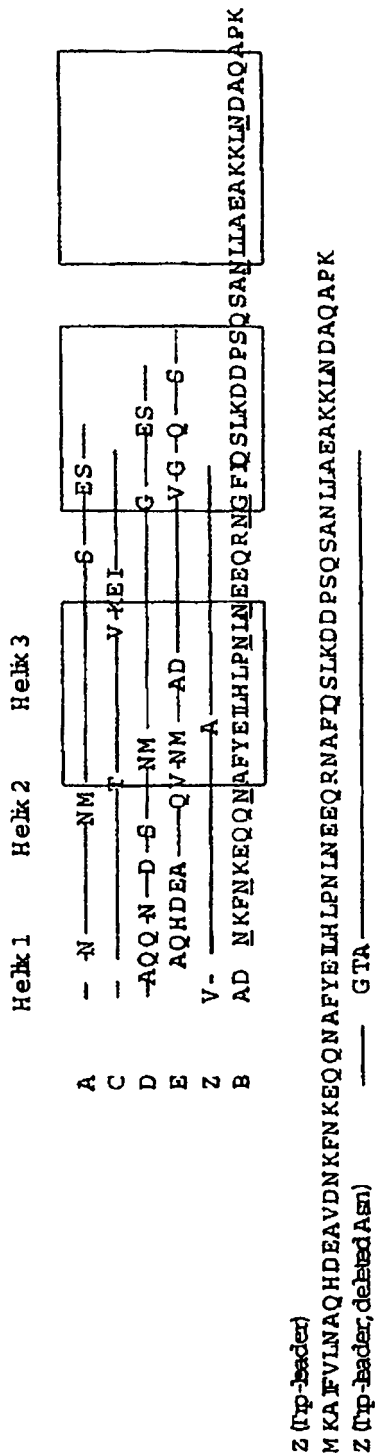 Helix 1 Helix 2 Helix 3
A — -N———NM———S—ES—
C — ———T———V-KEI———
D —AQQ-N—D-S—NM———G—ES—
E AQHDEA—QV-NM—AD———V-G-Q—S—
Z V-———A———
B AD NKFNKEQQNAFYEILHLPNLNEEQRNGFIQSLKDDPSQSANLLAEAKKLNDAQAPK
Z (Trp-leader)
MKAIFVLNAQHDEAVDNKFNKEQQNAFYEILHLPNLNEEQRNAFIQSLKDDPSQSANLLAEAKKLNDAQAPK
Z (Trp-leader, deleted Asn)
——— GTA ———